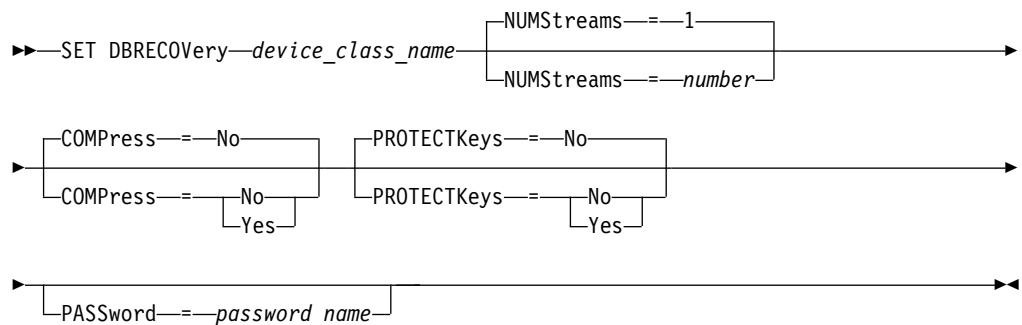 NUMStreams = 1
SET DBRECOVery device_class_name
NUMStreams = number
COMPress = No PROTECTKeys = No
COMPress = No PROTECTKeys = No
Yes Yes
PASSword = password name